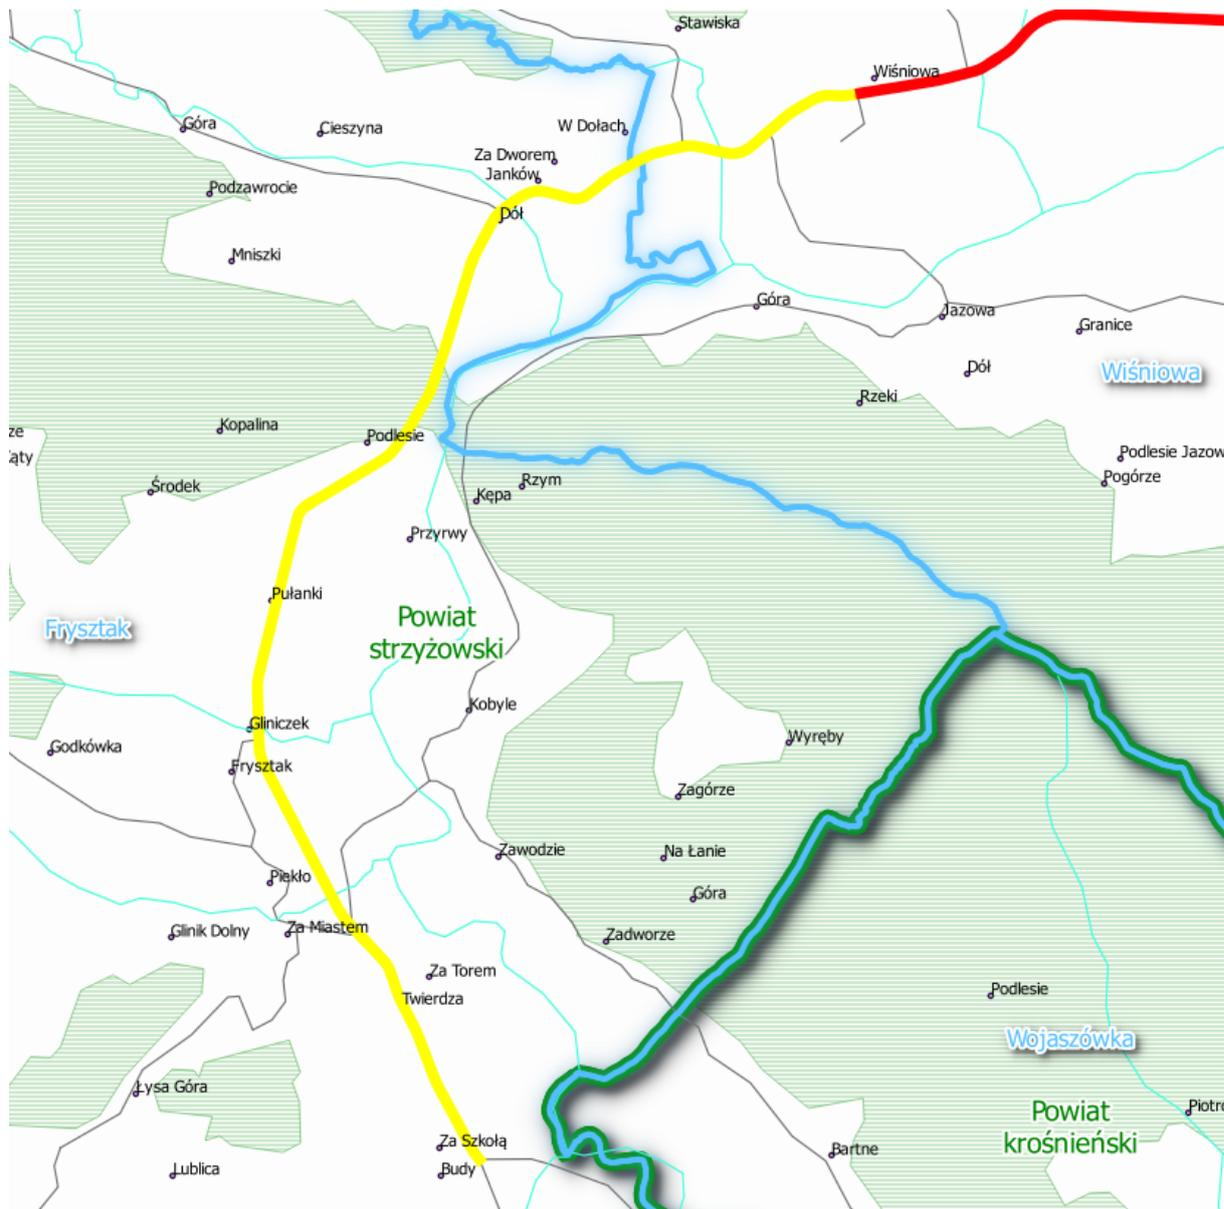 Stawiska
Wiśniowa
Góra
Cieszyna
W Dołach
Za Dworem
Janków
Podzawrocie
Dół
Mniszki
Góra
Jazowa
Granice
Dół
Wiśniowa
Rzeki
Kopalina
Podlesie
ze
Podlesie Jazow
ąty
Pogórze
Środek
Rzym
Kępa
Przyrwy
Pułanki
Powiat
strzyżowski
Frysztak
Kobyle
Gliniczek
Godkówka
Wyręby
Frysztak
Zagórze
Zawodzie
Na Łanie
Piekło
Góra
Glinik Dolny
Za Miastem
Zadworze
Za Torem
Twierdza
Podlesie
Wojaszówka
Łysa Góra
Piotro
Powiat
krośnieński
Za Szkołą
Bartne
Lublica
Budy